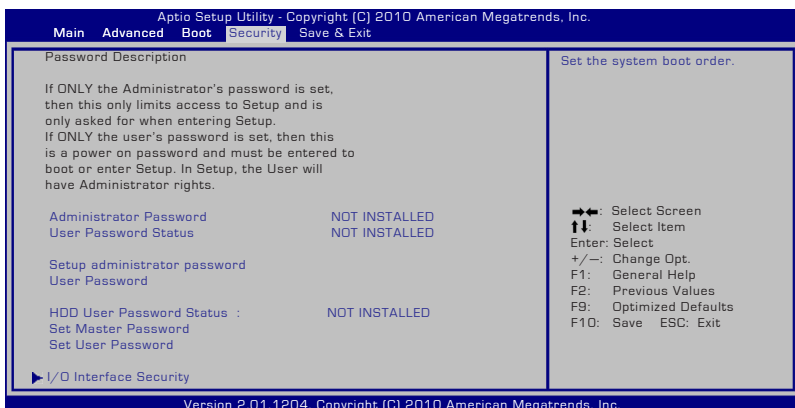 Aptio Setup Utility - Copyright (C) 2010 American Megatrends, Inc.
Main Advanced Boot Security Save & Exit
Password Description
If ONLY the Administrator's password is set,
then this only limits access to Setup and is
only asked for when entering Setup.
If ONLY the user's password is set, then this
is a power on password and must be entered to
boot or enter Setup. In Setup, the User will
have Administrator rights.
Administrator Password NOT INSTALLED
User Password Status NOT INSTALLED
Setup administrator password
User Password
HDD User Password Status : NOT INSTALLED
Set Master Password
Set User Password
I/O Interface Security
Set the system boot order.
→←: Select Screen
↑↓: Select Item
Enter: Select
+/—: Change Opt.
F1: General Help
F2: Previous Values
F9: Optimized Defaults
F10: Save ESC: Exit
Version 2.01.1204. Copyright (C) 2010 American Megatrends, Inc.